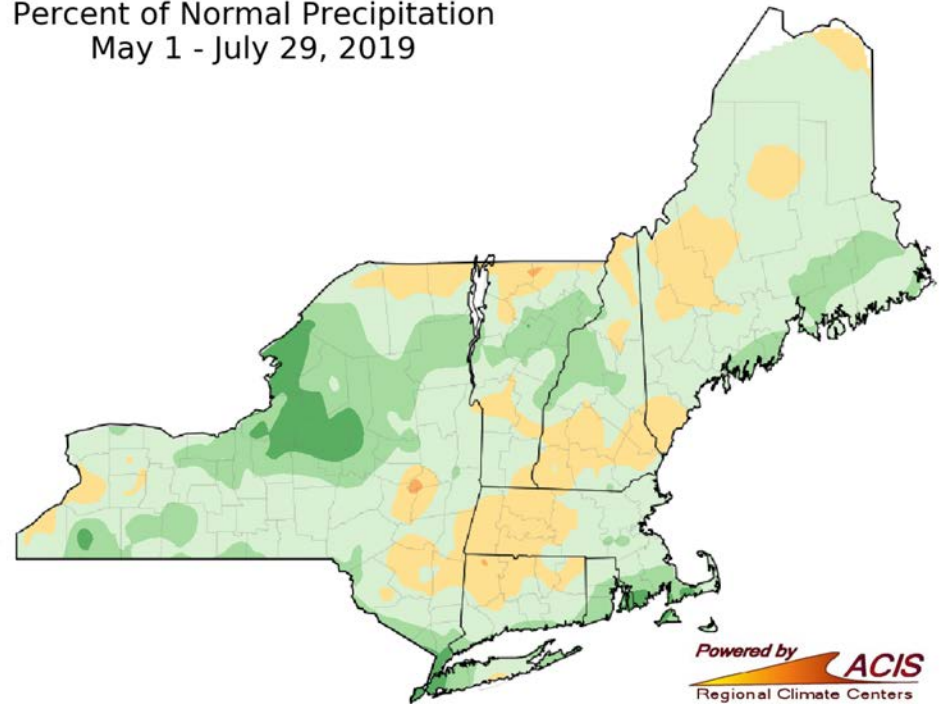 Percent of Normal Precipitation
May 1 - July 29, 2019
Powered by
ACIS
Regional Climate Centers